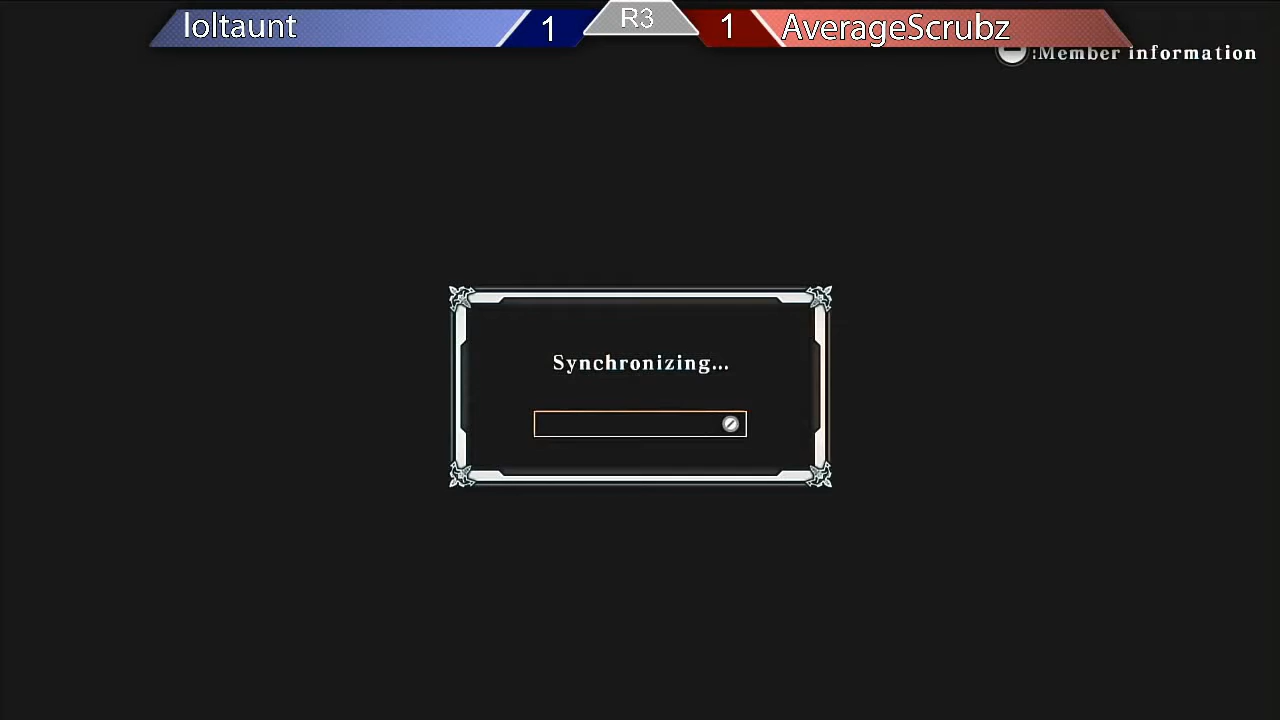 loltaunt 1 R3 1 AverageScrubz
:Member information
Synchronizing...